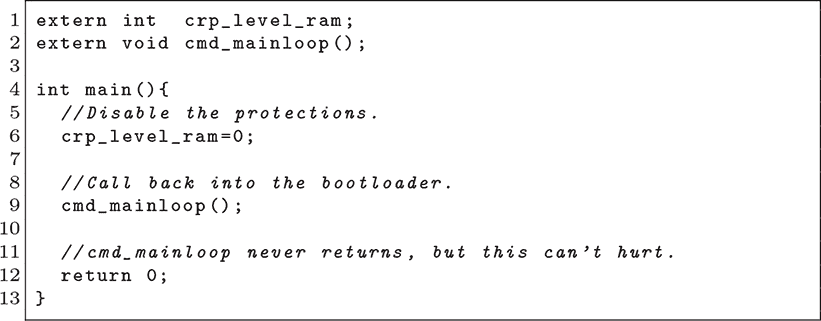 1 extern int crp_level_ram;
2 extern void cmd_mainloop();
3
4 int main(){
5 //Disable the protections.
6 crp_level_ram=0;
7
8 //Call back into the bootloader.
9 cmd_mainloop();
10
11 //cmd_mainloop never returns, but this can't hurt.
12 return 0;
13 }